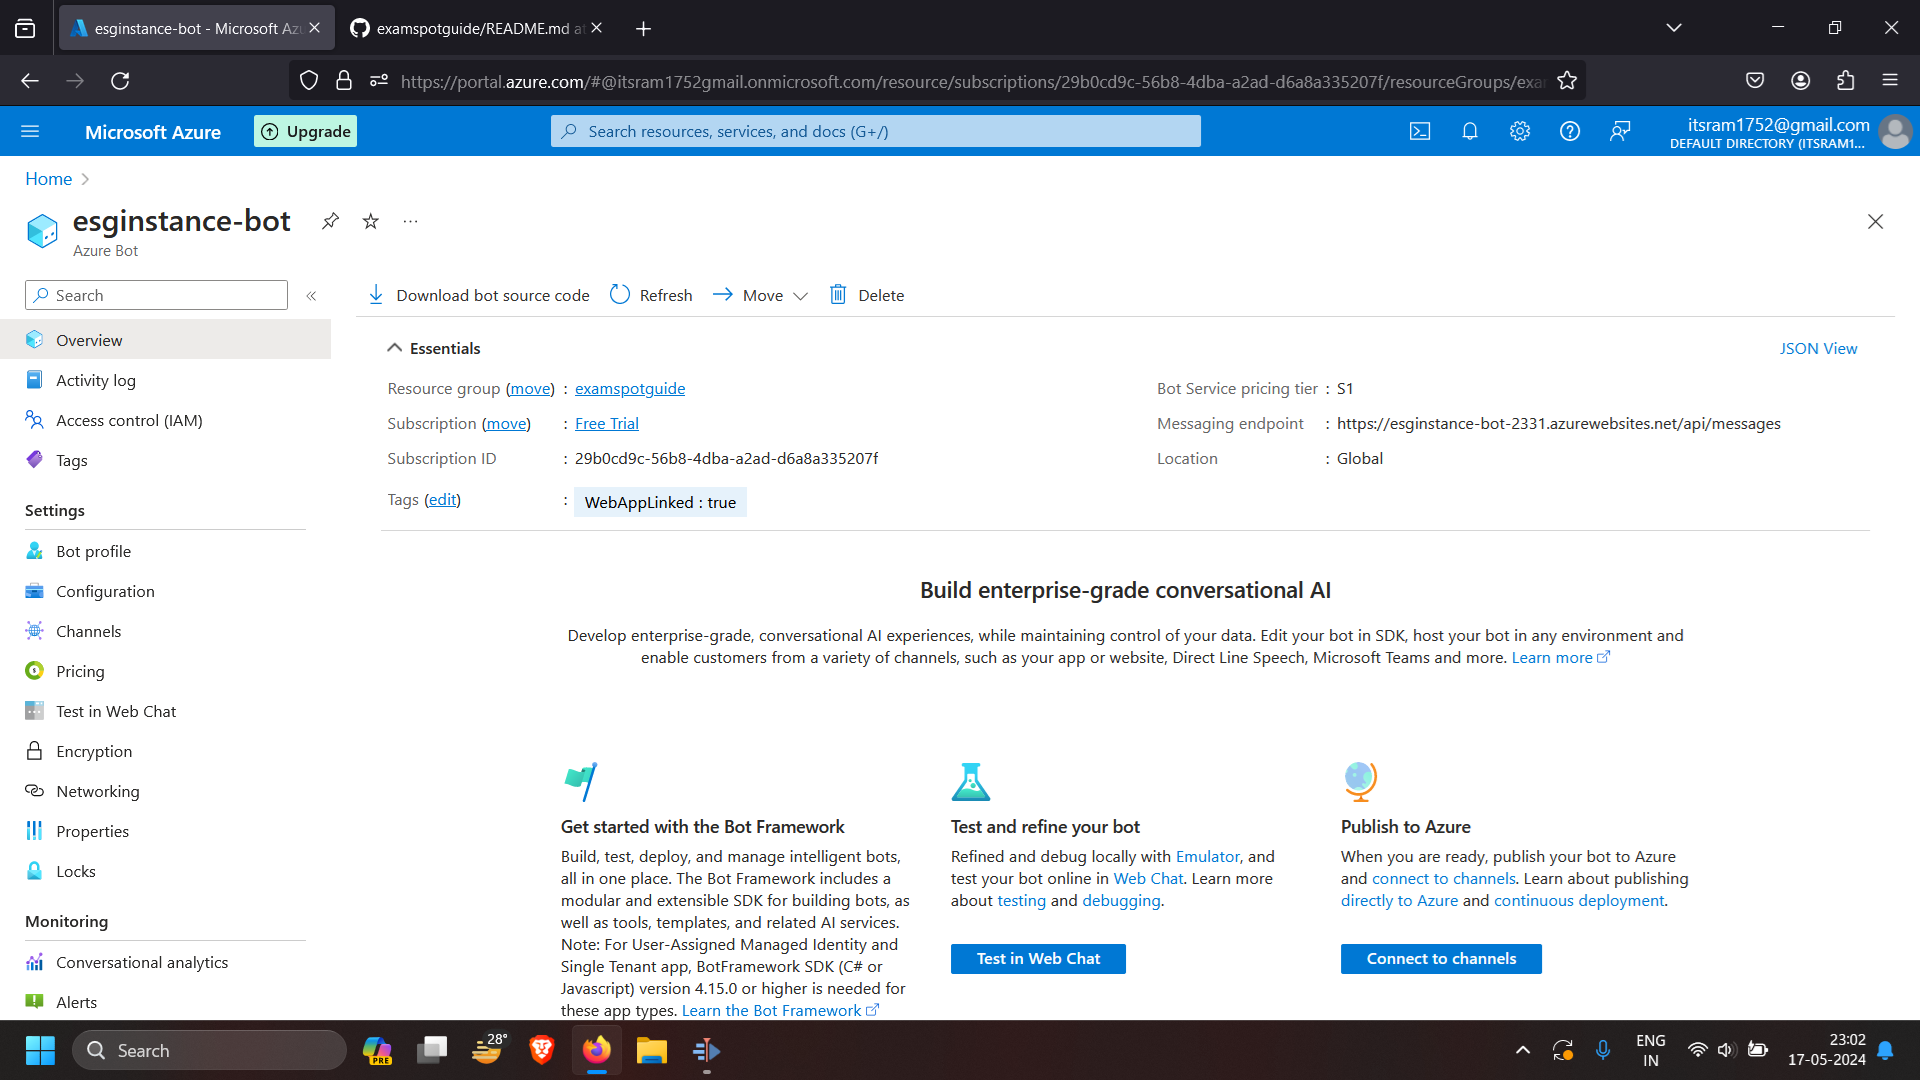 esginstance-bot - Microsoft Az
examspotguide/README.md at
https://portal.azure.com/#@itsram1752gmail.onmicrosoft.com/resource/subscriptions/29b0cd9c-56b8-4dba-a2ad-d6a8a335207f/resourceGroups/exa
Microsoft Azure
Upgrade
Search resources, services, and docs (G+/)
itsram1752@gmail.com
DEFAULT DIRECTORY (ITSRAM1...
Home
esginstance-bot
Azure Bot
Search
Download bot source code
Refresh
Move
Delete
Overview
Activity log
Access control (IAM)
Tags
Settings
Bot profile
Configuration
Channels
Pricing
Test in Web Chat
Encryption
Networking
Properties
Locks
Monitoring
Conversational analytics
Alerts
Essentials
JSON View
Resource group (move) : examspotguide
Subscription (move) : Free Trial
Subscription ID : 29b0cd9c-56b8-4dba-a2ad-d6a8a335207f
Tags (edit) : WebAppLinked : true
Bot Service pricing tier : S1
Messaging endpoint : https://esginstance-bot-2331.azurewebsites.net/api/messages
Location : Global
Build enterprise-grade conversational AI
Develop enterprise-grade, conversational AI experiences, while maintaining control of your data. Edit your bot in SDK, host your bot in any environment and
enable customers from a variety of channels, such as your app or website, Direct Line Speech, Microsoft Teams and more. Learn more
Get started with the Bot Framework
Build, test, deploy, and manage intelligent bots,
all in one place. The Bot Framework includes a
modular and extensible SDK for building bots, as
well as tools, templates, and related AI services.
Note: For User-Assigned Managed Identity and
Single Tenant app, BotFramework SDK (C# or
Javascript) version 4.15.0 or higher is needed for
these app types. Learn the Bot Framework
Test and refine your bot
Refined and debug locally with Emulator, and
test your bot online in Web Chat. Learn more
about testing and debugging.
Test in Web Chat
Publish to Azure
When you are ready, publish your bot to Azure
and connect to channels. Learn about publishing
directly to Azure and continuous deployment.
Connect to channels
Search
PRE
28°
ENG
IN
23:02
17-05-2024